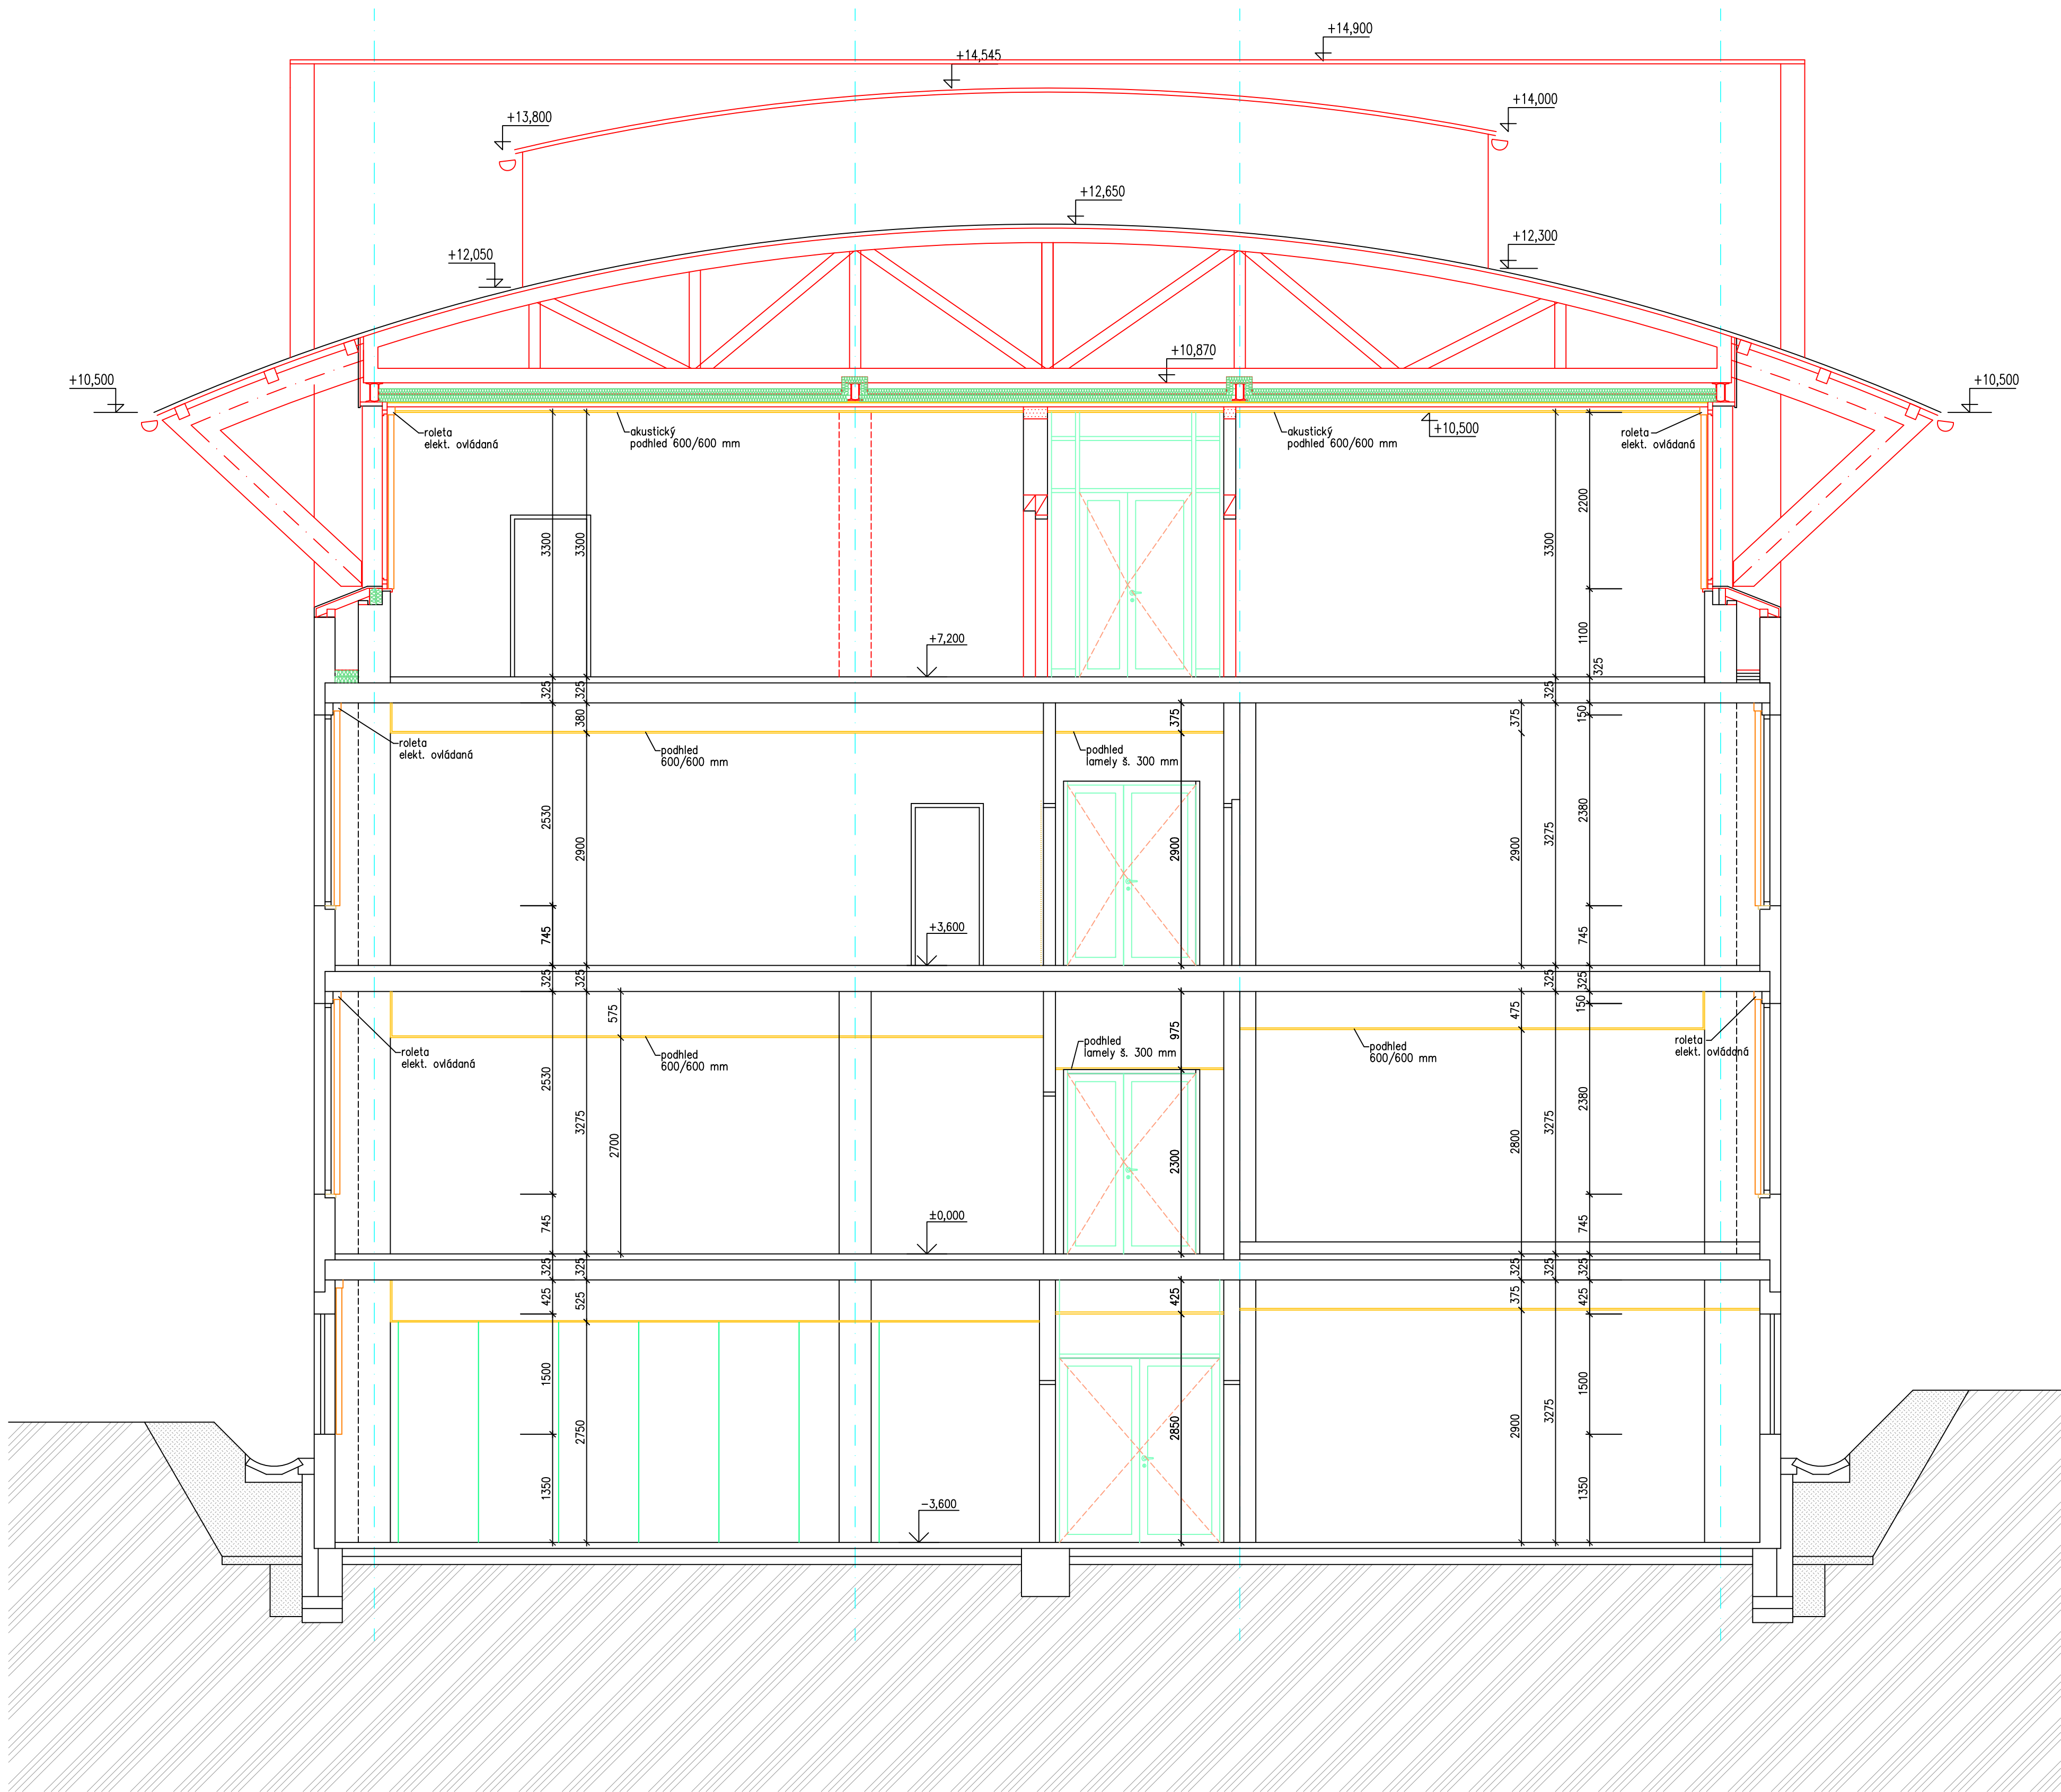 +14,900
+14,545
+14,000
+13,800
+12,650
+12,300
+12,050
+10,870
+10,500
+10,500
roleta
elekt. ovládaná
akustický
podhled 600/600 mm
akustický
podhled 600/600 mm
+10,500
roleta
elekt. ovládaná
3300
3300
3300
2200
1100
+7,200
325
325
325
325
380
375
375
150
roleta
elekt. ovládaná
podhled
600/600 mm
podhled
lamely š. 300 mm
2530
2900
2900
2900
3275
2380
745
+3,600
745
325
325
325
325
575
975
475
150
roleta
elekt. ovládaná
podhled
600/600 mm
podhled
lamely š. 300 mm
podhled
600/600 mm
roleta
elekt. ovládaná
2530
3275
2700
2300
2800
3275
2380
745
±0,000
745
325
325
325
325
325
425
525
425
375
425
1500
2750
2850
2900
3275
1500
1350
1350
-3,600